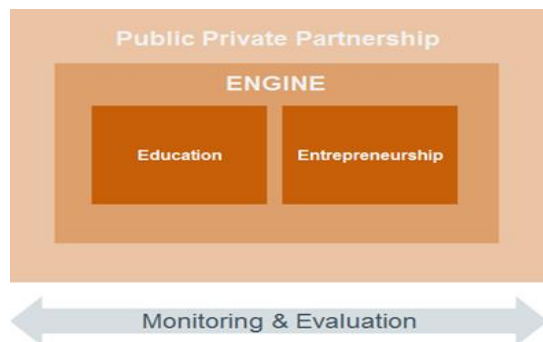 Public Private Partnership
ENGINE
Education
Entrepreneurship
Monitoring & Evaluation